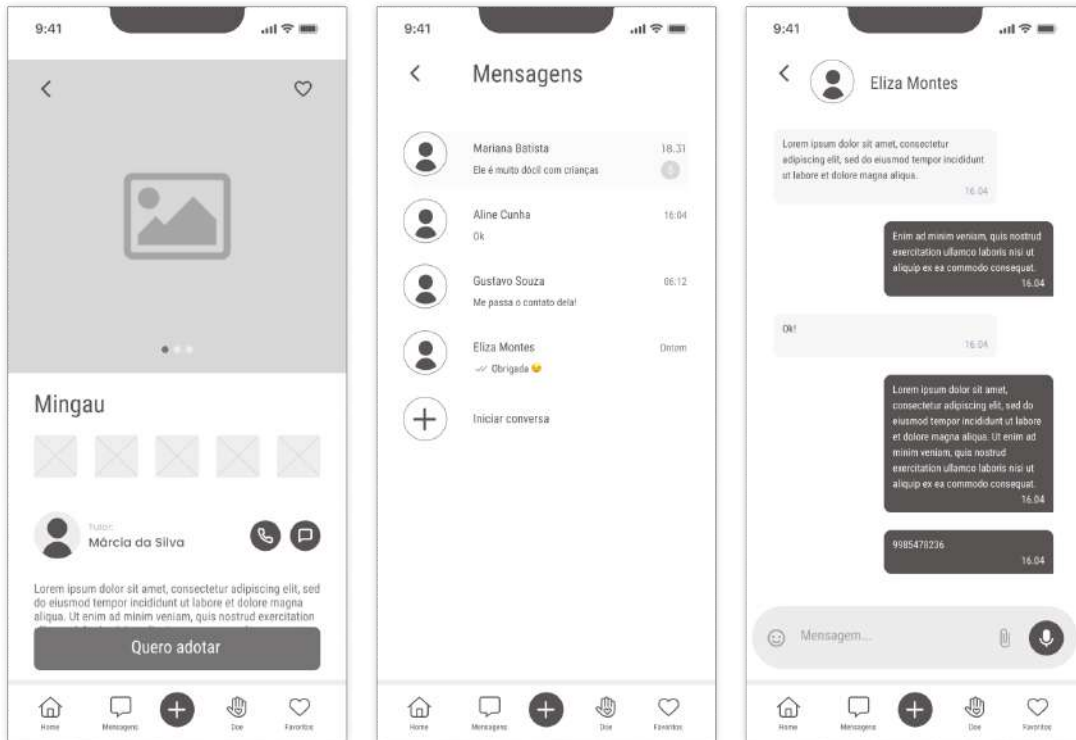 9:41
Mingau
Tutor:
Márcia da Silva
Lorem ipsum dolor sit amet, consectetur adipiscing elit, sed
do eiusmod tempor incididunt ut labore et dolore magna
aliqua. Ut enim ad minim veniam, quis nostrud exercitation
Quero adotar
Home
Mensagens
Doe
Favoritos
9:41
Mensagens
Mariana Batista
18.31
Ele é muito dócil com crianças
Aline Cunha
16:04
Ok
Gustavo Souza
06:12
Me passa o contato dela!
Eliza Montes
Ontem
Obrigada 😉
Iniciar conversa
Home
Mensagens
Doe
Favoritos
9:41
Eliza Montes
Lorem ipsum dolor sit amet, consectetur
adipiscing elit, sed do eiusmod tempor incididunt
ut labore et dolore magna aliqua.
16.04
Enim ad minim veniam, quis nostrud
exercitation ullamco laboris nisi ut
aliquip ex ea commodo consequat.
16.04
Ok!
16.04
Lorem ipsum dolor sit amet,
consectetur adipiscing elit, sed do
eiusmod tempor incididunt ut labore
et dolore magna aliqua. Ut enim ad
minim veniam, quis nostrud
exercitation ullamco laboris nisi ut
aliquip ex ea commodo consequat.
16.04
9985478236
16.04
Mensagem...
Home
Mensagens
Doe
Favoritos